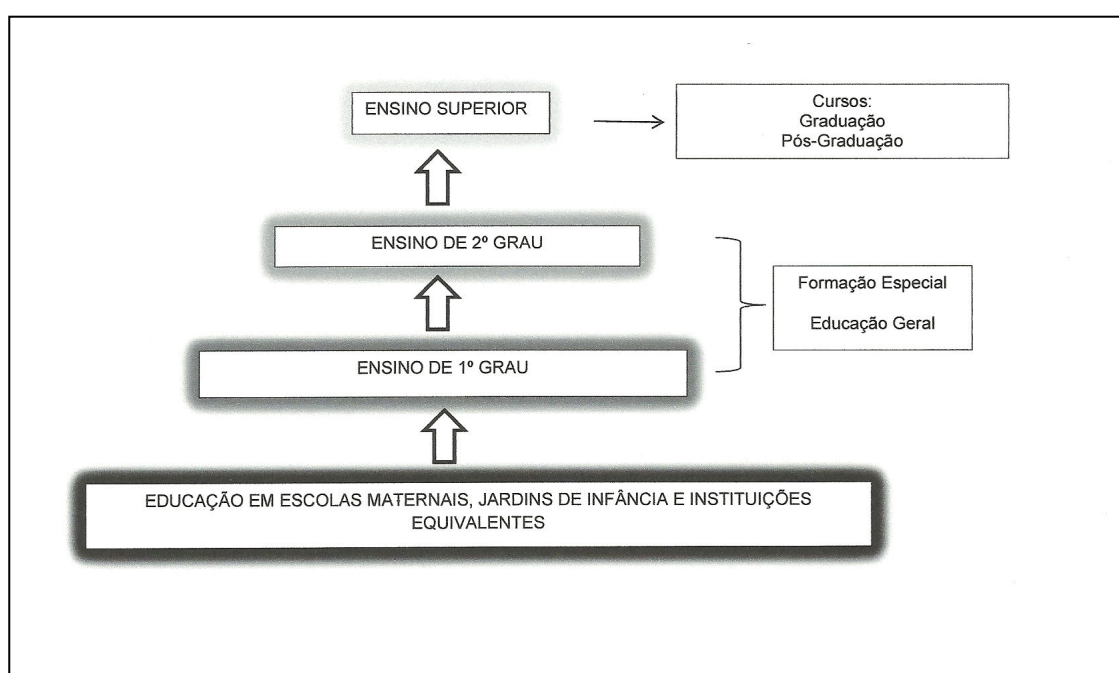 ENSINO SUPERIOR
Cursos:
Graduação
Pós-Graduação
ENSINO DE 2º GRAU
Formação Especial
Educação Geral
ENSINO DE 1º GRAU
EDUCAÇÃO EM ESCOLAS MATERNAIS, JARDINS DE INFÂNCIA E INSTITUIÇÕES
EQUIVALENTES